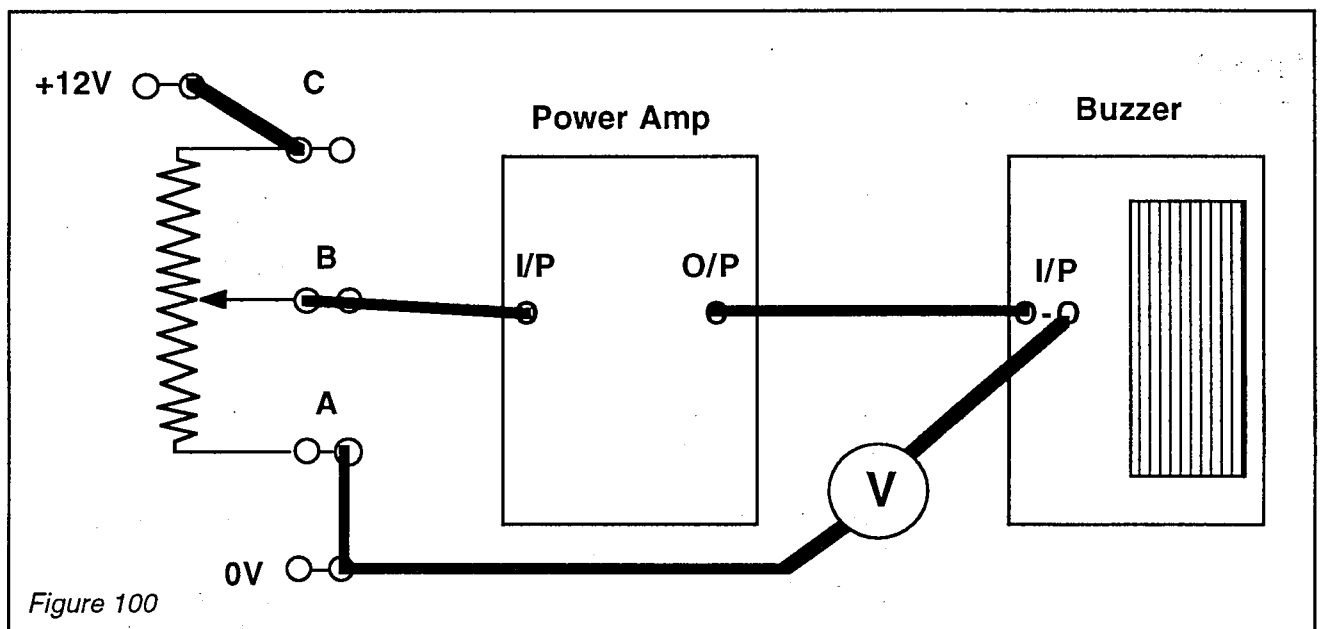 +12V
C
Power Amp
Buzzer
B
I/P
O/P
I/P
A
V
0V
Figure 100